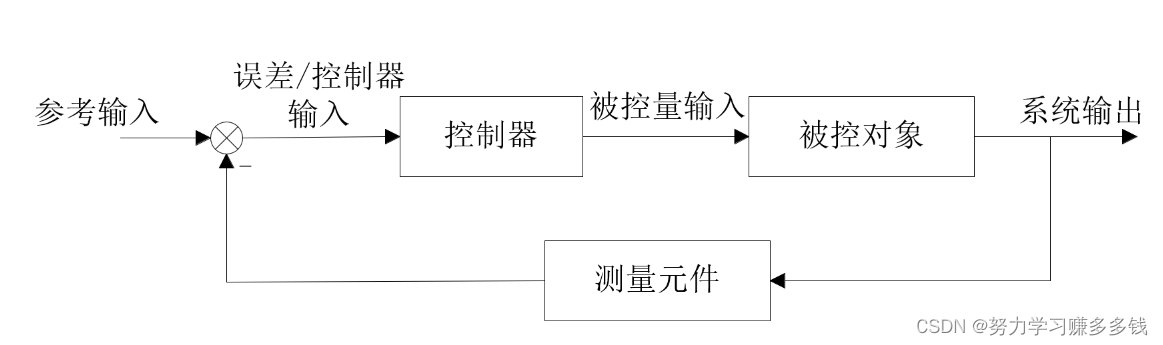 参考输入
误差/控制器
输入
控制器
被控量输入
被控对象
系统输出
−
测量元件
CSDN @努力学习赚多多钱